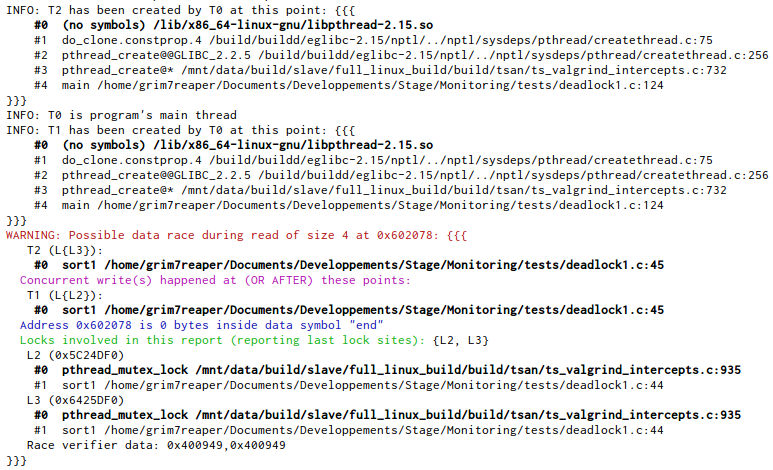 INFO: T2 has been created by T0 at this point: {{{
#0 (no symbols) /lib/x86_64-linux-gnu/libpthread-2.15.so
#1 do_clone.constprop.4 /build/buildd/eglibc-2.15/nptl/../nptl/sysdeps/pthread/createthread.c:75
#2 pthread_create@@GLIBC_2.2.5 /build/buildd/eglibc-2.15/nptl/../nptl/sysdeps/pthread/createthread.c:256
#3 pthread_create@* /mnt/data/build/slave/full_linux_build/build/tsan/ts_valgrind_intercepts.c:732
#4 main /home/grim7reaper/Documents/Developpements/Stage/Monitoring/tests/deadlock1.c:124
}}}
INFO: T0 is program's main thread
INFO: T1 has been created by T0 at this point: {{{
#0 (no symbols) /lib/x86_64-linux-gnu/libpthread-2.15.so
#1 do_clone.constprop.4 /build/buildd/eglibc-2.15/nptl/../nptl/sysdeps/pthread/createthread.c:75
#2 pthread_create@@GLIBC_2.2.5 /build/buildd/eglibc-2.15/nptl/../nptl/sysdeps/pthread/createthread.c:256
#3 pthread_create@* /mnt/data/build/slave/full_linux_build/build/tsan/ts_valgrind_intercepts.c:732
#4 main /home/grim7reaper/Documents/Developpements/Stage/Monitoring/tests/deadlock1.c:124
}}}
WARNING: Possible data race during read of size 4 at 0x602078: {{{
T2 (L{L3}):
#0 sort1 /home/grim7reaper/Documents/Developpements/Stage/Monitoring/tests/deadlock1.c:45
Concurrent write(s) happened at (OR AFTER) these points:
T1 (L{L2}):
#0 sort1 /home/grim7reaper/Documents/Developpements/Stage/Monitoring/tests/deadlock1.c:45
Address 0x602078 is 0 bytes inside data symbol "end"
Locks involved in this report (reporting last lock sites): {L2, L3}
L2 (0x5C24DF0)
#0 pthread_mutex_lock /mnt/data/build/slave/full_linux_build/build/tsan/ts_valgrind_intercepts.c:935
#1 sort1 /home/grim7reaper/Documents/Developpements/Stage/Monitoring/tests/deadlock1.c:44
L3 (0x6425DF0)
#0 pthread_mutex_lock /mnt/data/build/slave/full_linux_build/build/tsan/ts_valgrind_intercepts.c:935
#1 sort1 /home/grim7reaper/Documents/Developpements/Stage/Monitoring/tests/deadlock1.c:44
Race verifier data: 0x400949,0x400949
}}}